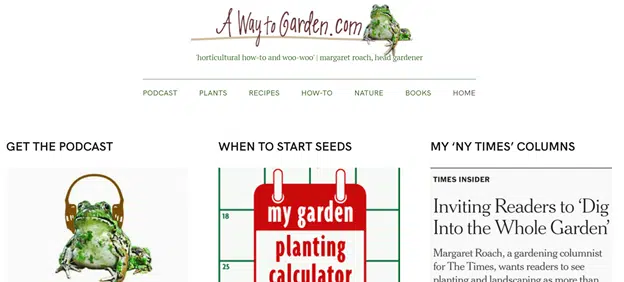 A Way to Garden.com
'horticultural how-to and woo-woo' | margaret roach, head gardener
PODCAST PLANTS RECIPES HOW-TO NATURE BOOKS HOME
GET THE PODCAST
WHEN TO START SEEDS
18
25
my garden
planting
calculator
MY ‘NY TIMES’ COLUMNS
TIMES INSIDER
Inviting Readers to ‘Dig
Into the Whole Garden’
Margaret Roach, a gardening columnist
for The Times, wants readers to see
planting and landscaping as more than